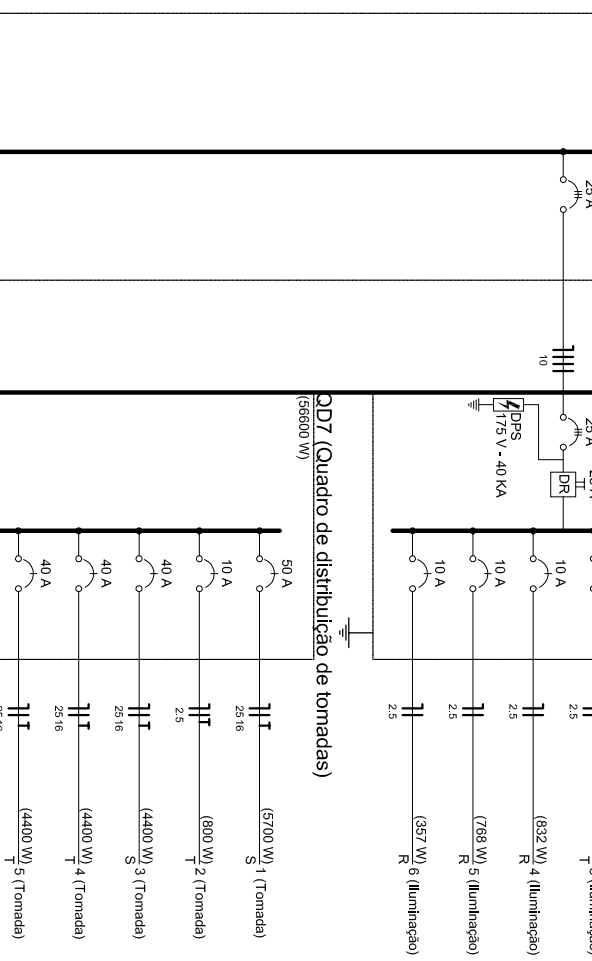 25 A
10
25 A
DPS
175 V - 40 KA
DR
T
10 A
2.5
(832 W)
R
4 (Iluminação)
10 A
2.5
(768 W)
R
5 (Iluminação)
10 A
2.5
(357 W)
R
6 (Iluminação)
2.5
T
QD7 (Quadro de distribuição de tomadas)
(56600 W)
50 A
25 16
(5700 W)
S
1 (Tomada)
10 A
2.5
(800 W)
T
2 (Tomada)
40 A
25 16
(4400 W)
S
3 (Tomada)
40 A
25 16
(4400 W)
T
4 (Tomada)
40 A
(4400 W)
T
5 (Tomada)